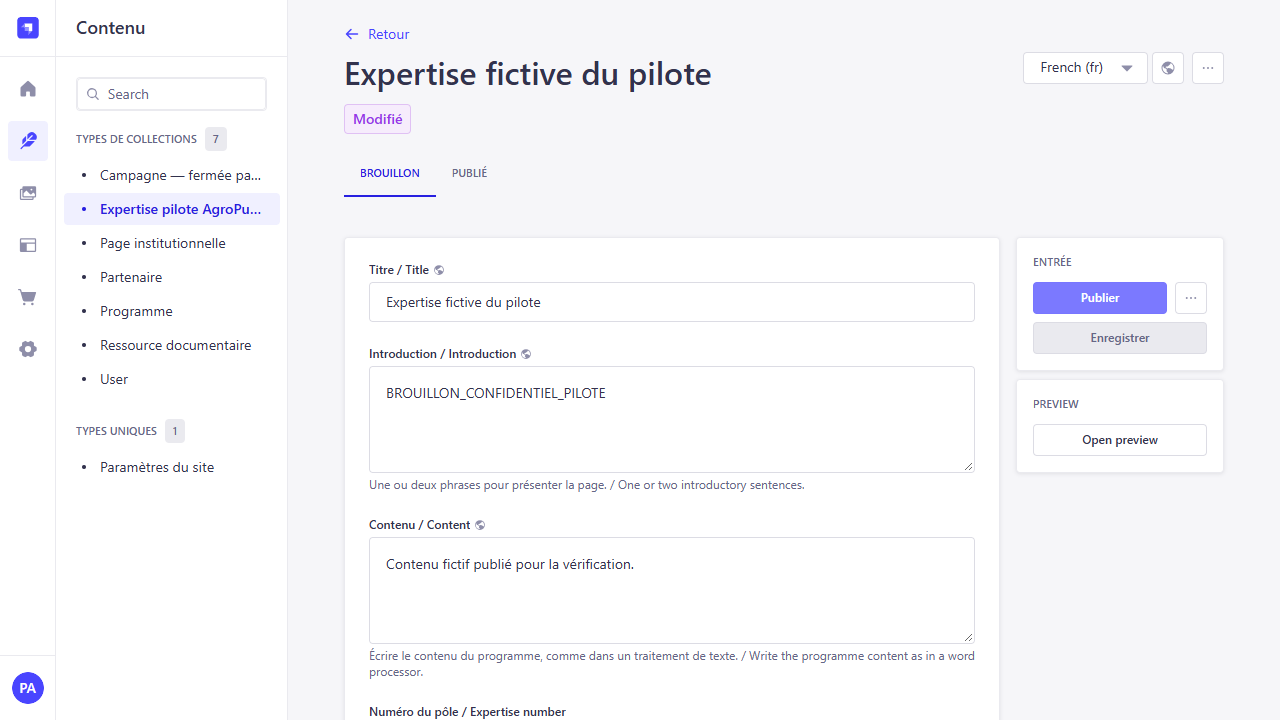 Contenu
Search
TYPES DE COLLECTIONS 7
Campagne — fermée pa...
Expertise pilote AgroPu...
Page institutionnelle
Partenaire
Programme
Ressource documentaire
User
TYPES UNIQUES 1
Paramètres du site
PA
Retour
Expertise fictive du pilote
French (fr)
Modifié
BROUILLON PUBLIÉ
Titre / Title
Expertise fictive du pilote
Introduction / Introduction
BROUILLON_CONFIDENTIEL_PILOTE
Une ou deux phrases pour présenter la page. / One or two introductory sentences.
Contenu / Content
Contenu fictif publié pour la vérification.
Écrire le contenu du programme, comme dans un traitement de texte. / Write the programme content as in a word
processor.
Numéro du pôle / Expertise number
ENTRÉE
Publier
Enregistrer
PREVIEW
Open preview